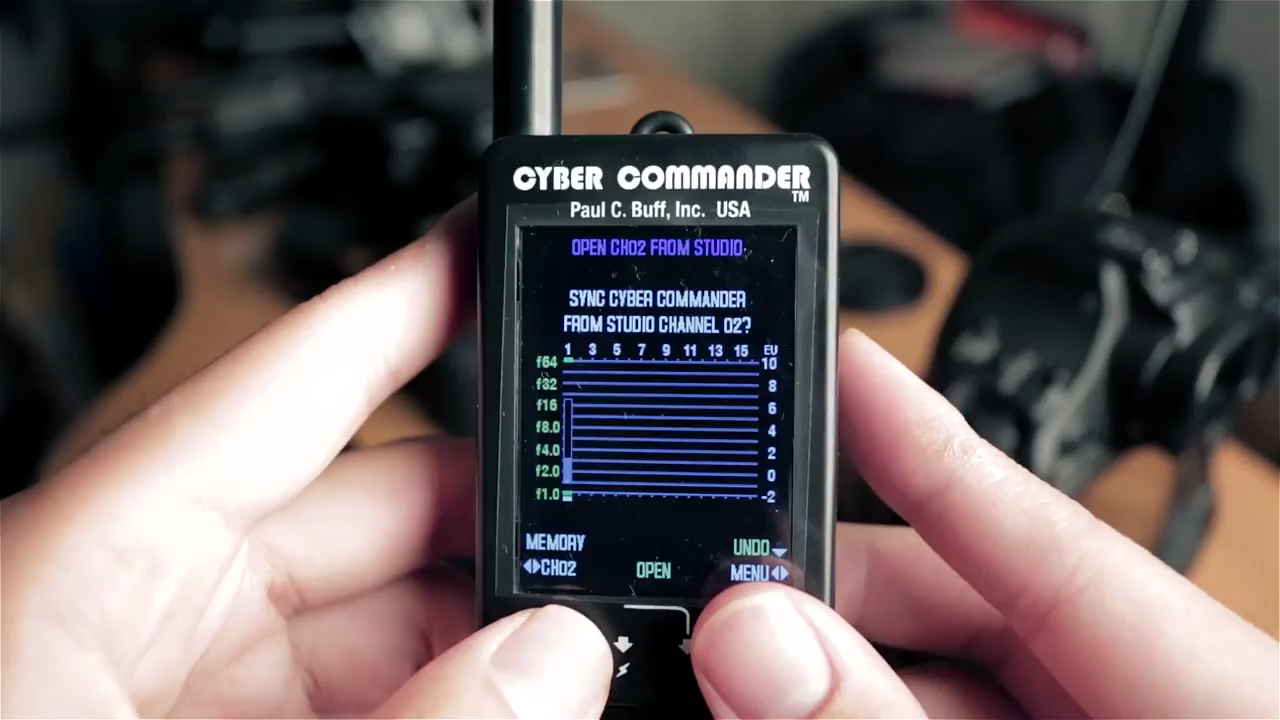 CYBER COMMANDER
TM
Paul C. Buff, Inc. USA
OPEN CH02 FROM STUDIO
SYNC CYBER COMMANDER
FROM STUDIO CHANNEL 02?
1 3 5 7 9 11 13 15 EU
f64 10
f32 8
f16 6
f8.0 4
f4.0 2
f2.0 0
f1.0 -2
MEMORY UNDO
CH02 OPEN MENU